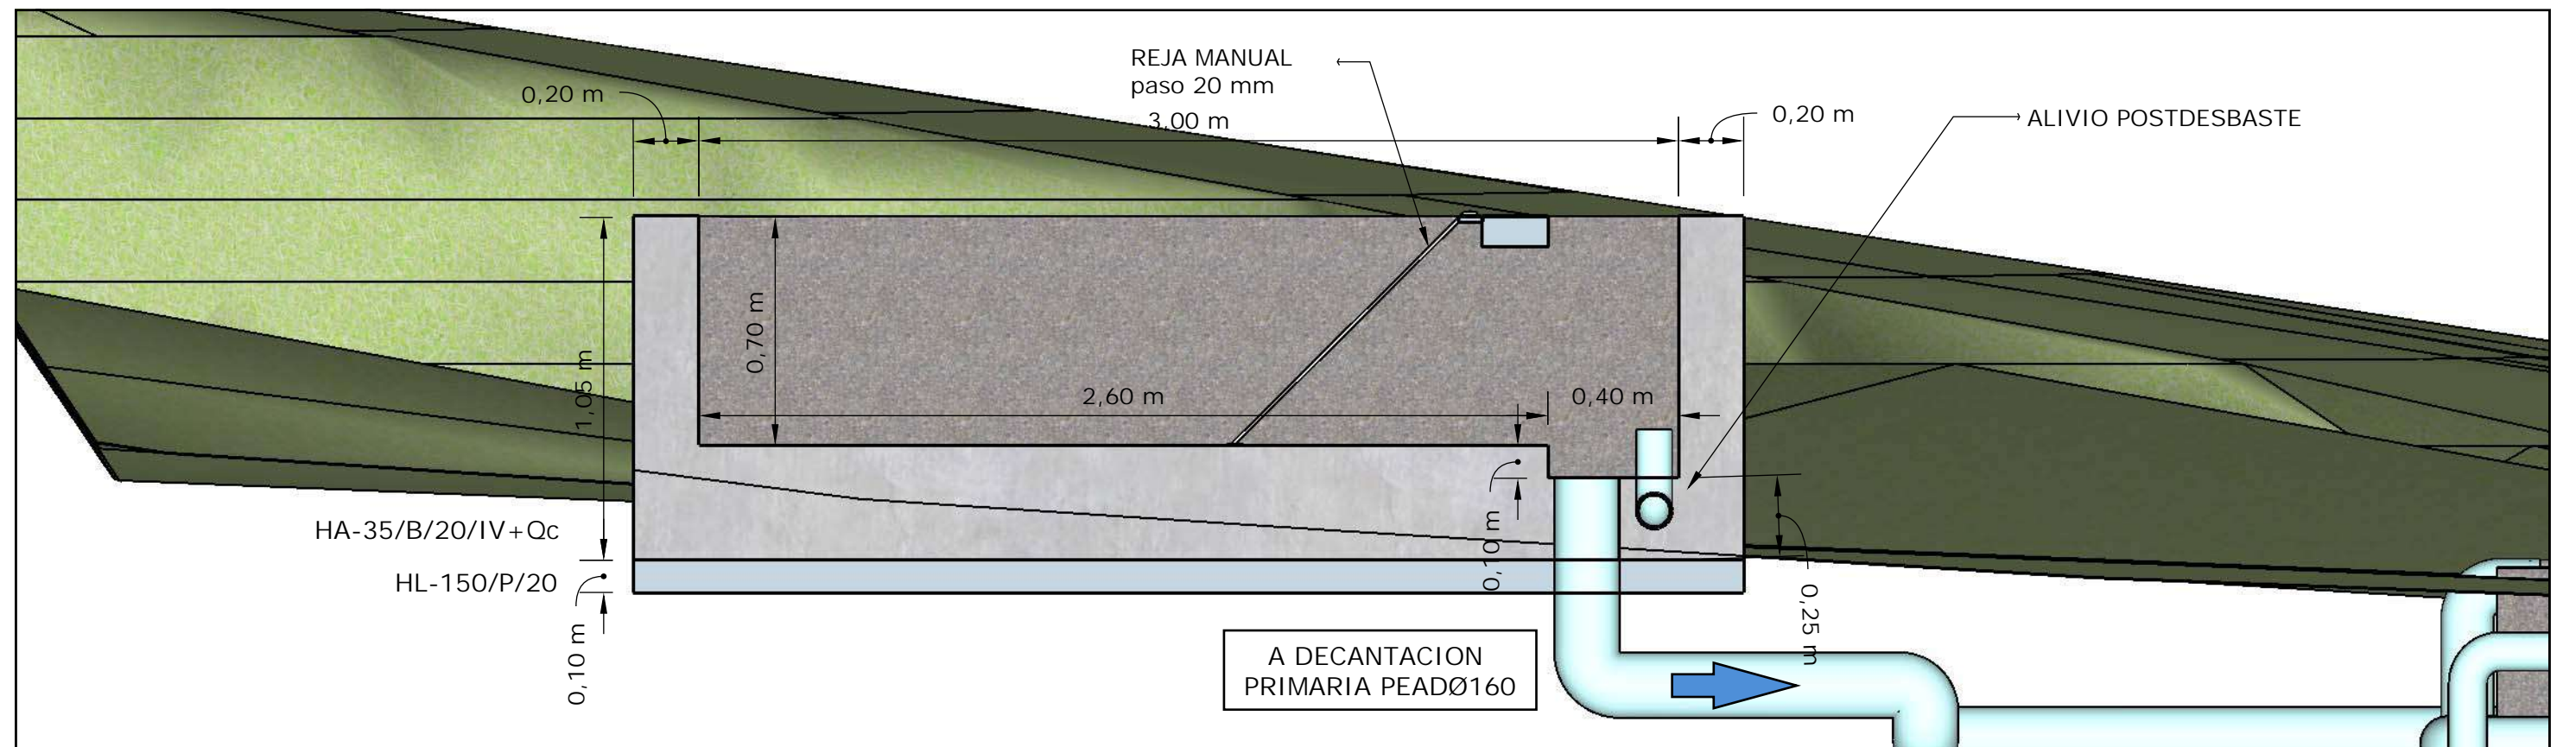 REJA MANUAL
paso 20 mm
0,20 m
3,00 m
0,20 m
ALIVIO POSTDESBASTE
0,70 m
1,05 m
2,60 m
0,40 m
HA-35/B/20/IV+Qc
HL-150/P/20
0,10 m
0,10 m
0,25 m
A DECANTACION
PRIMARIA PEADØ160